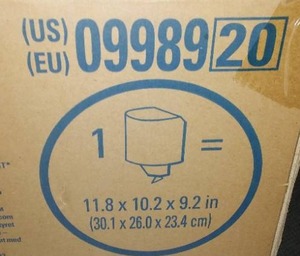 (US)
(EU) 09989 20
1 =
11.8 x 10.2 x 9.2 in
(30.1 x 26.0 x 23.4 cm)